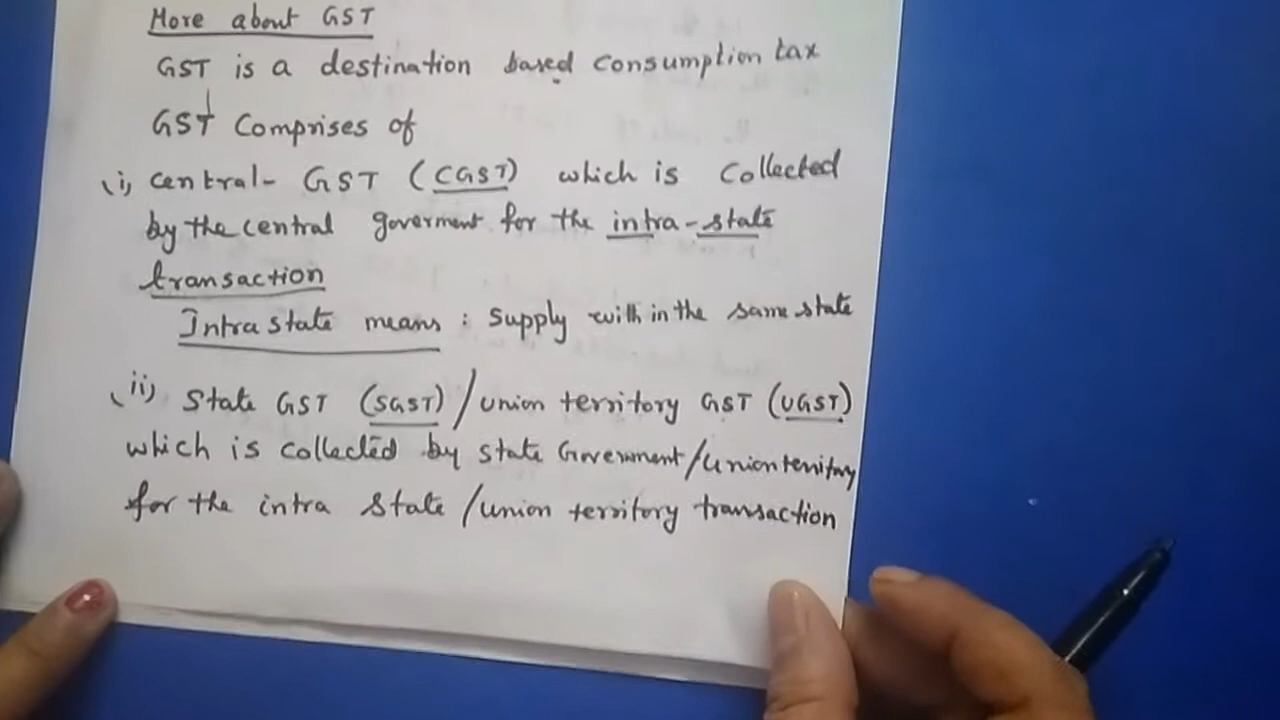 More about GST
GST is a destination based consumption tax
GST Comprises of
(i) Central- GST (CGST) which is collected
by the central goverment for the intra-state
transaction
Intra state means : Supply with in the same state
(ii) State GST (SGST)/union territory GST (UGST)
which is collected by state Goverment/union territory
for the intra state /union territory transaction